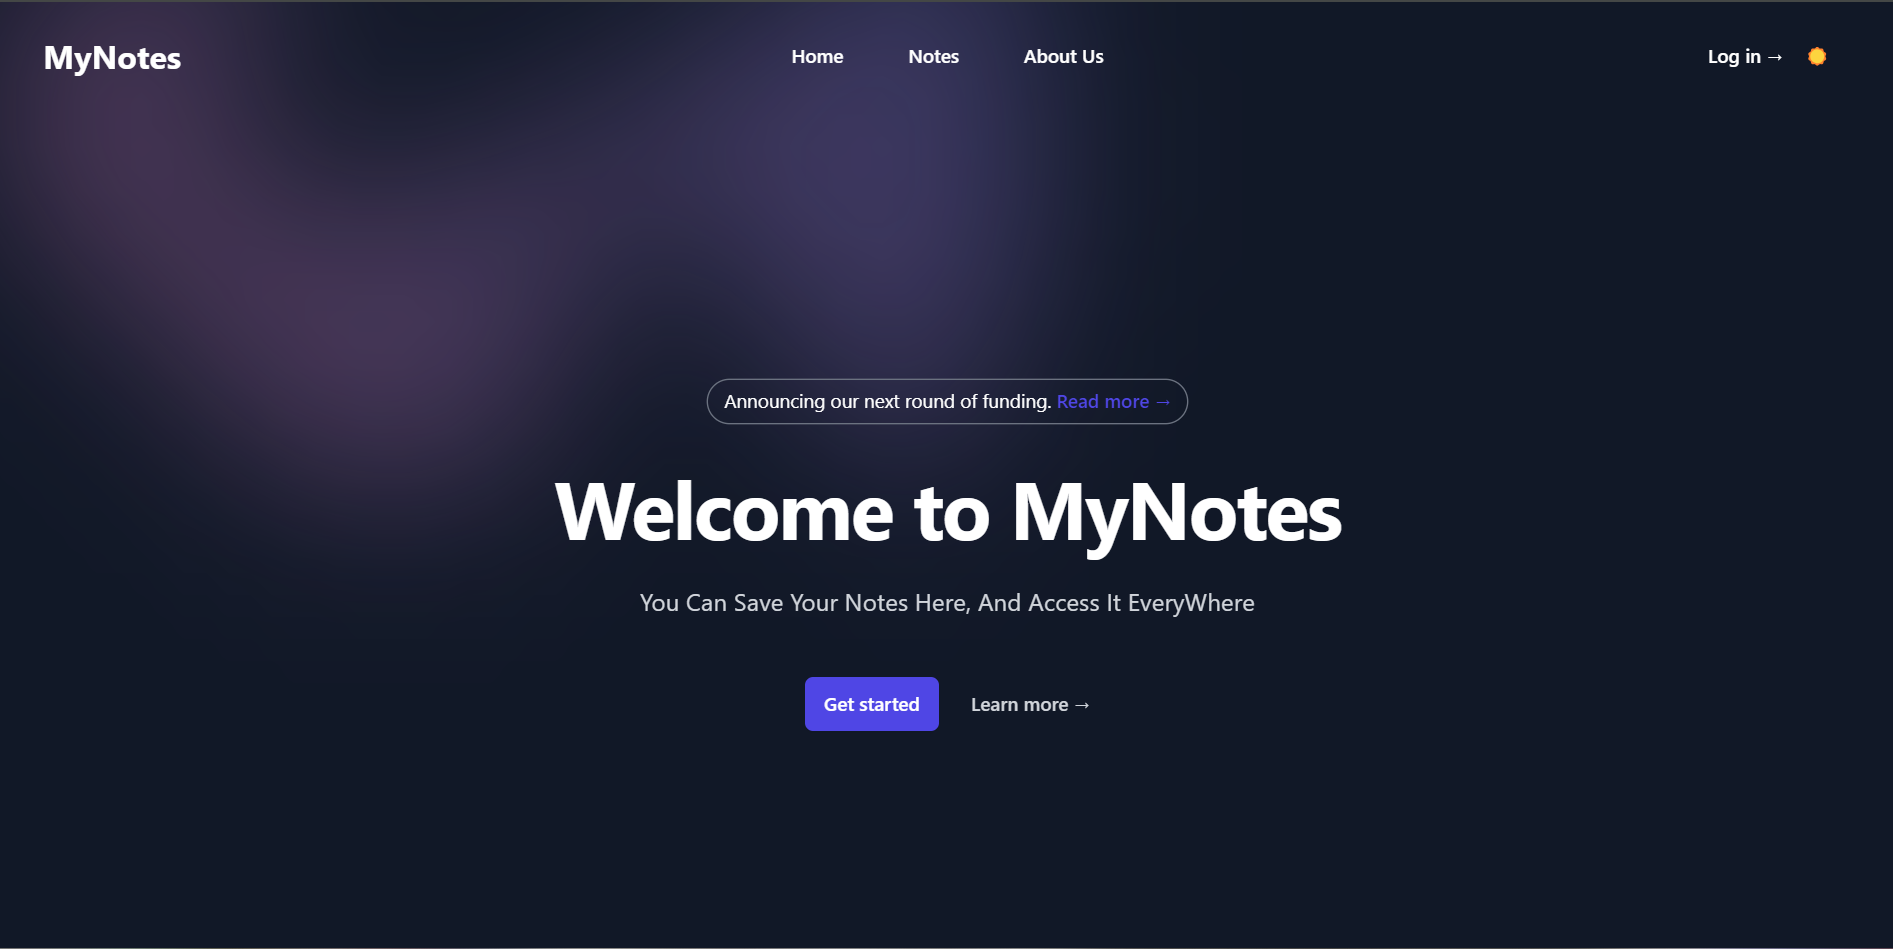 MyNotes
Home
Notes
About Us
Log in →
Announcing our next round of funding. Read more →
Welcome to MyNotes
You Can Save Your Notes Here, And Access It EveryWhere
Get started
Learn more →